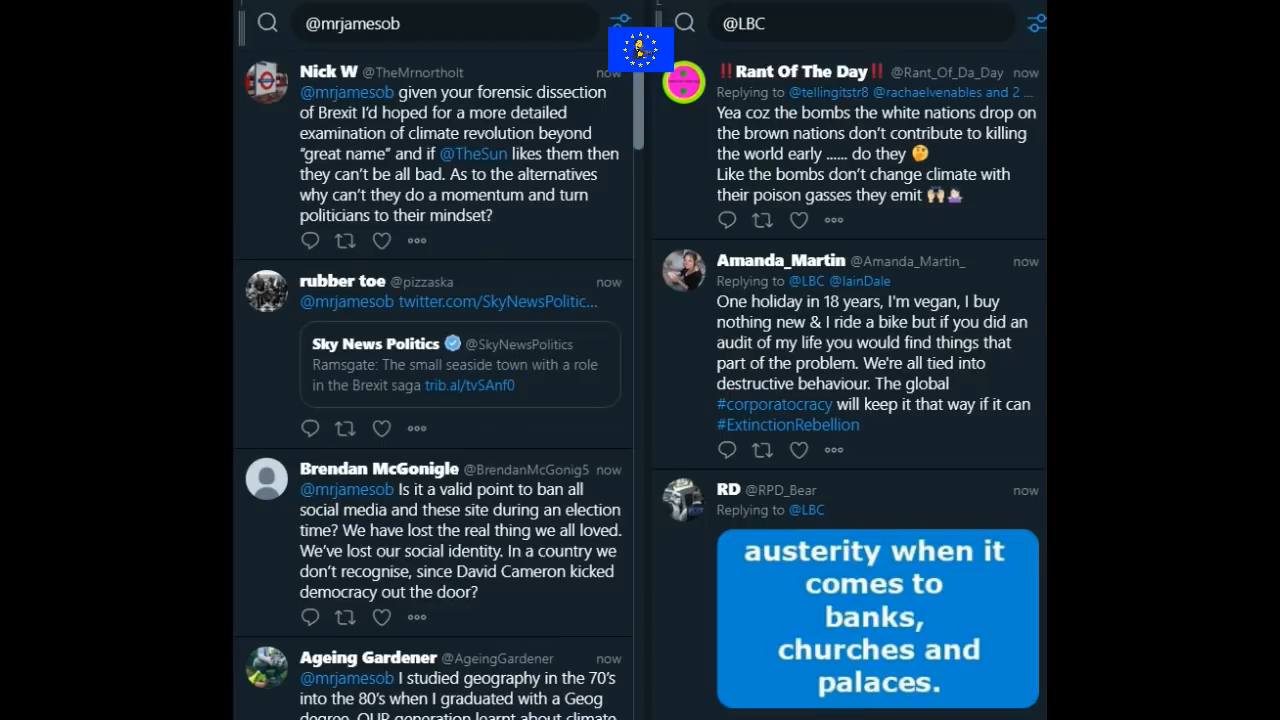 @mrjamesob
Nick W @TheMrnortholt now
@mrjamesob given your forensic dissection
of Brexit I’d hoped for a more detailed
examination of climate revolution beyond
“great name” and if @TheSun likes them then
they can’t be all bad. As to the alternatives
why can’t they do a momentum and turn
politicians to their mindset?
rubber toe @pizzaska now
@mrjamesob twitter.com/SkyNewsPolitic...
Sky News Politics @SkyNewsPolitics
Ramsgate: The small seaside town with a role
in the Brexit saga trib.al/tvSAnf0
Brendan McGonigle @BrendanMcGonig5 now
@mrjamesob Is it a valid point to ban all
social media and these site during an election
time? We have lost the real thing we all loved.
We’ve lost our social identity. In a country we
don’t recognise, since David Cameron kicked
democracy out the door?
Ageing Gardener @AgeingGardener now
@mrjamesob I studied geography in the 70’s
into the 80’s when I graduated with a Geog
degree. OUR generation learnt about climate
@LBC
‼️Rant Of The Day‼️ @Rant_Of_Da_Day now
Replying to @tellingitstr8 @rachaelvenables and 2 ...
Yea coz the bombs the white nations drop on
the brown nations don’t contribute to killing
the world early ...... do they 🤔
Like the bombs don’t change climate with
their poison gasses they emit 🙌🏻🤷🏻‍♀️
Amanda_Martin @Amanda_Martin_ now
Replying to @LBC @IainDale
One holiday in 18 years, I'm vegan, I buy
nothing new & I ride a bike but if you did an
audit of my life you would find things that
part of the problem. We're all tied into
destructive behaviour. The global
#corporatocracy will keep it that way if it can
#ExtinctionRebellion
RD @RPD_Bear now
Replying to @LBC
austerity when it
comes to
banks,
churches and
palaces.